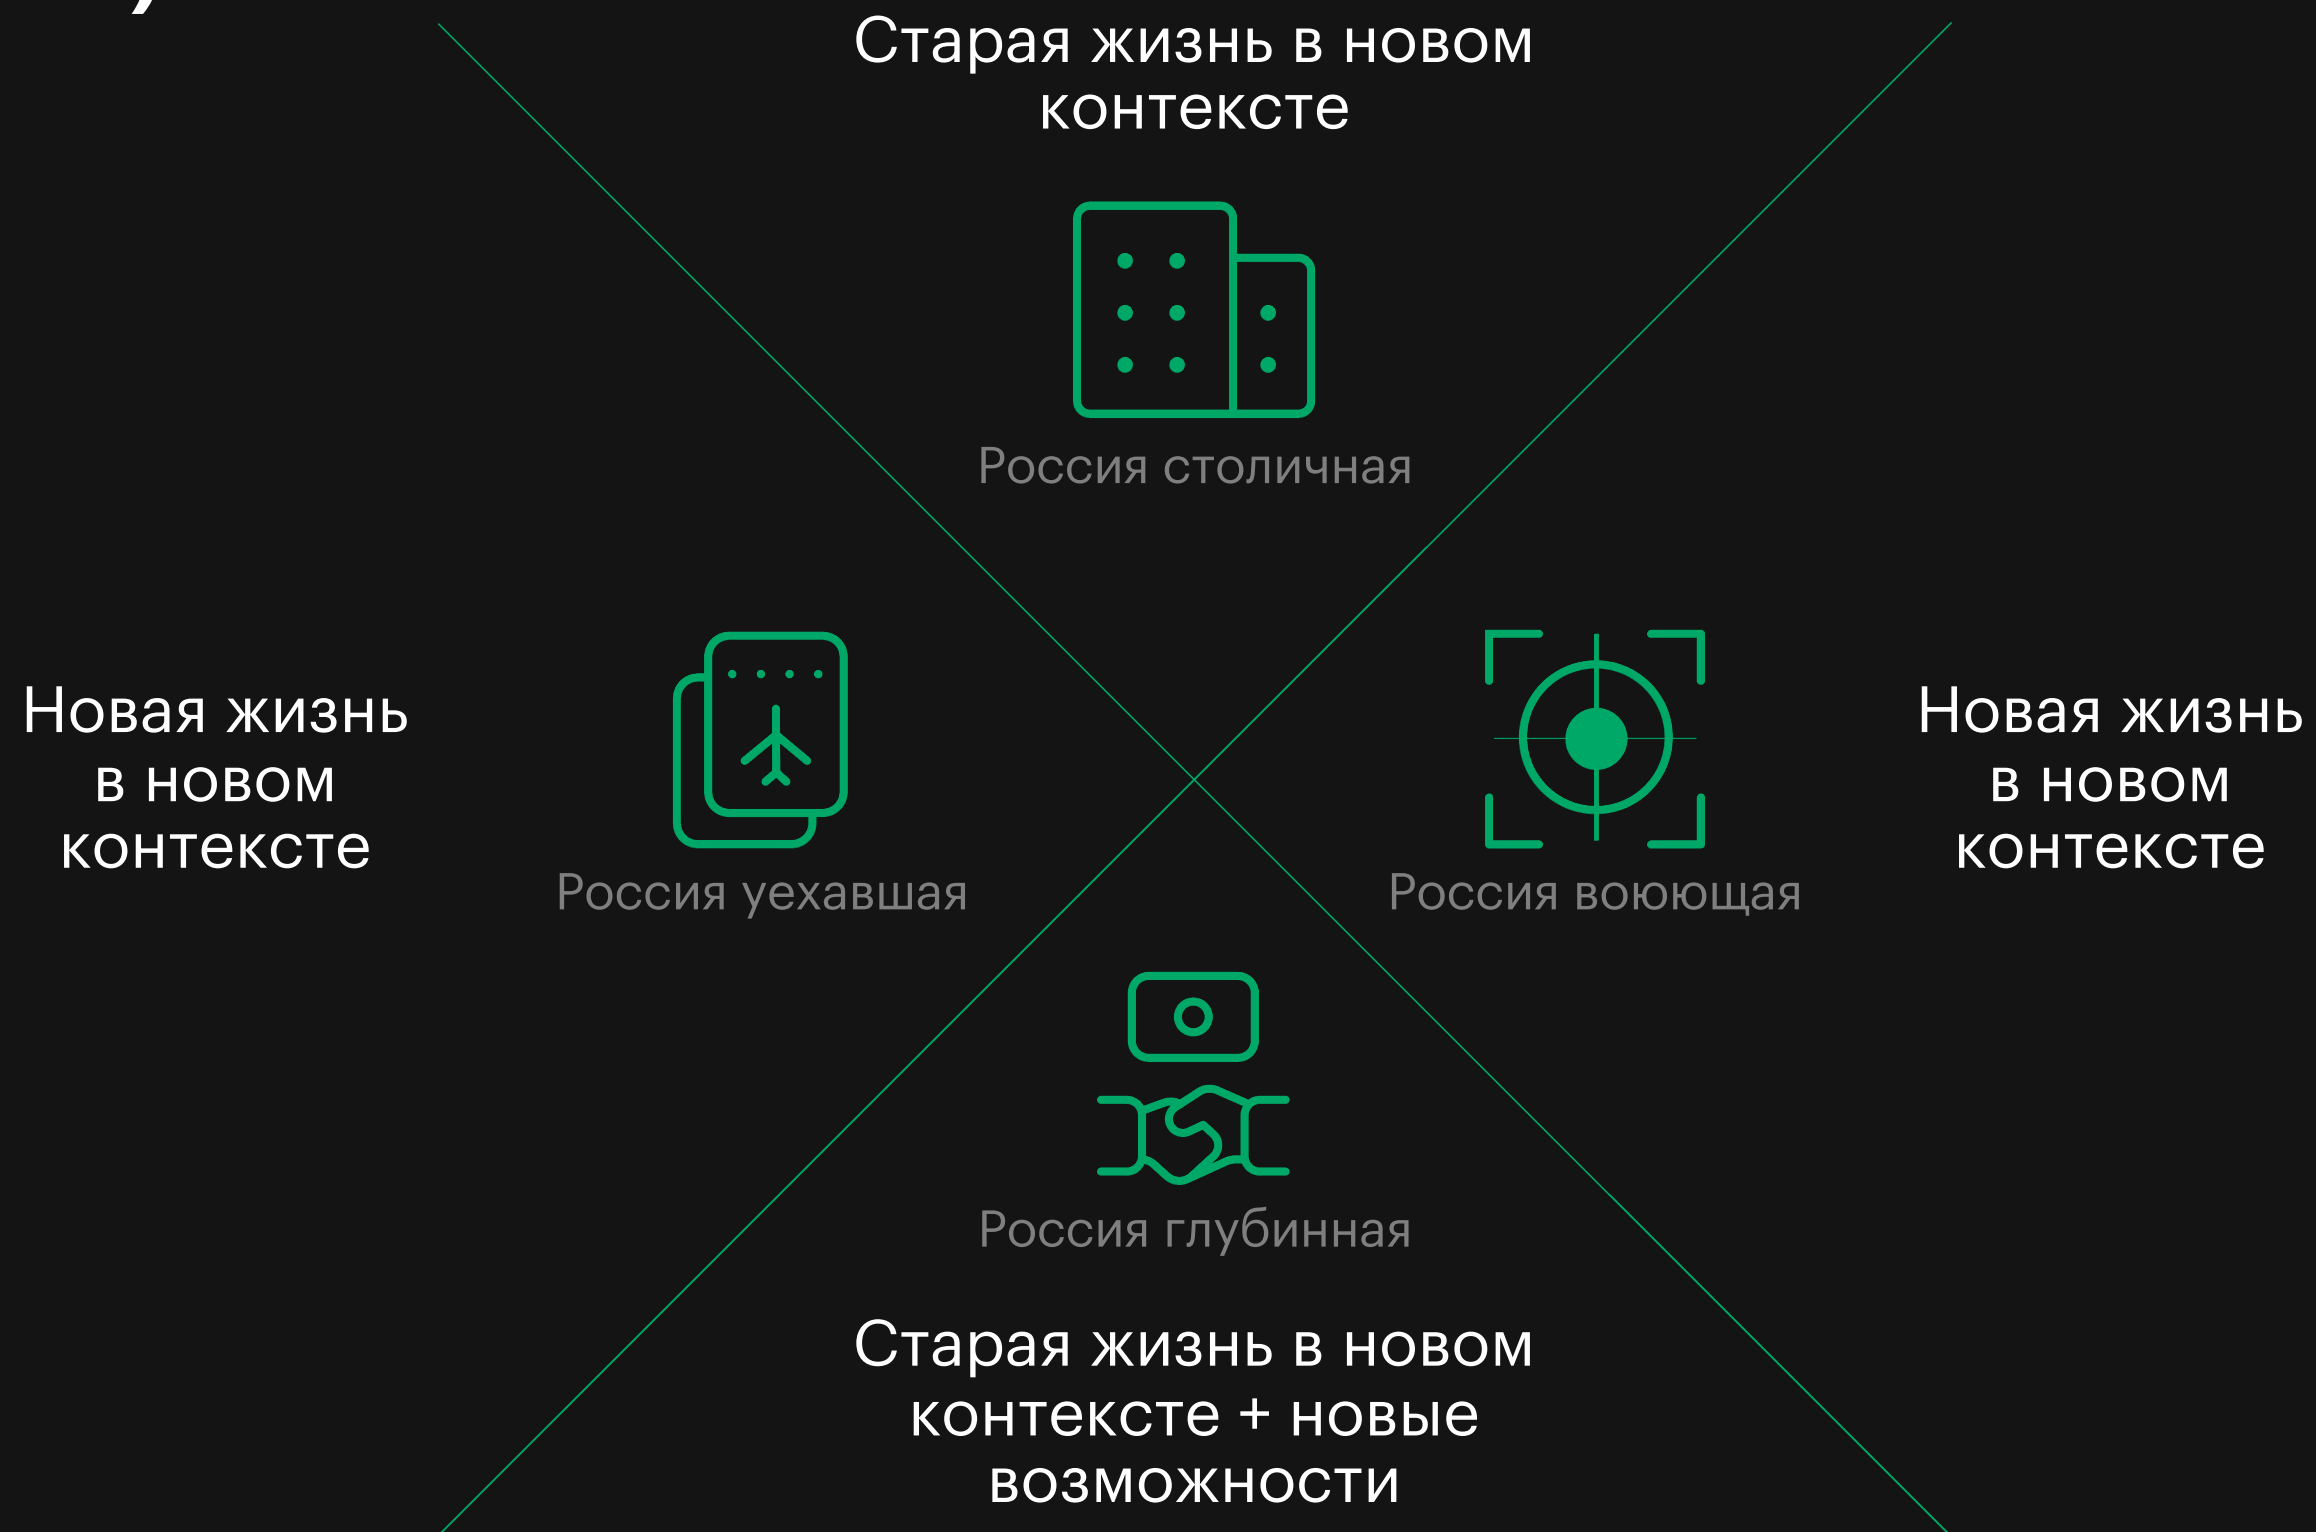 Старая жизнь в новом
контексте
Россия столичная
Новая жизнь
в новом
контексте
Россия уехавшая
Россия воюющая
Новая жизнь
в новом
контексте
Россия глубинная
Старая жизнь в новом
контексте + новые
возможности